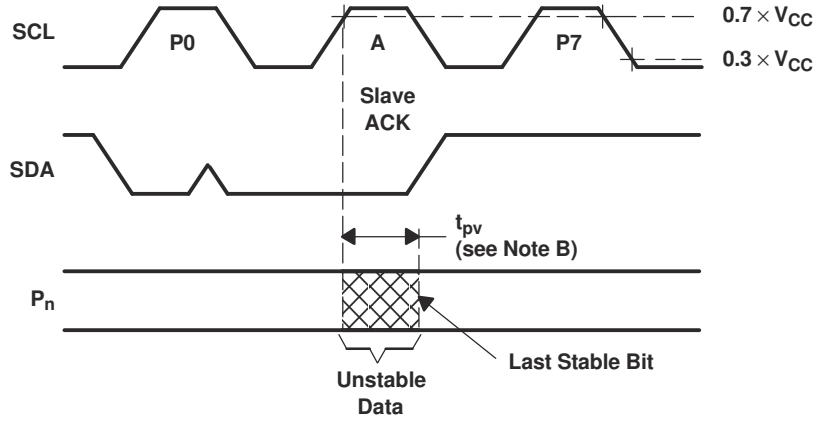 SCL
P0
A
P7
0.7 × VCC
0.3 × VCC
Slave
ACK
SDA
tpv
(see Note B)
Pn
Last Stable Bit
Unstable
Data